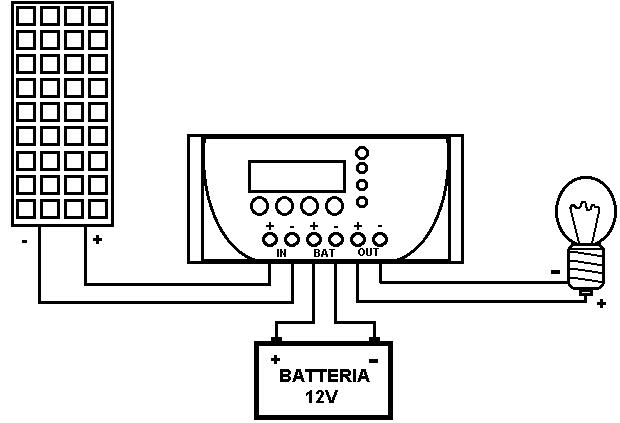 - +
+ - + - + -
IN BAT OUT
- +
+ -
BATTERIA
12V